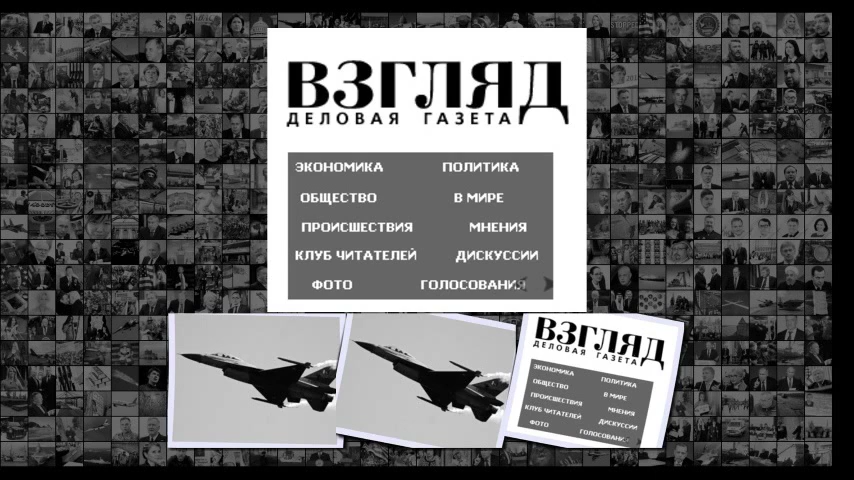 ВЗГЛЯД
ДЕЛОВАЯ ГАЗЕТА
ЭКОНОМИКА ПОЛИТИКА
ОБЩЕСТВО В МИРЕ
ПРОИСШЕСТВИЯ МНЕНИЯ
КЛУБ ЧИТАТЕЛЕЙ ДИСКУССИИ
ФОТО ГОЛОСОВАНИЯ
ВЗГЛЯД
ДЕЛОВАЯ ГАЗЕТА
ЭКОНОМИКА ПОЛИТИКА
ОБЩЕСТВО В МИРЕ
ПРОИСШЕСТВИЯ МНЕНИЯ
КЛУБ ЧИТАТЕЛЕЙ ДИСКУССИИ
ФОТО